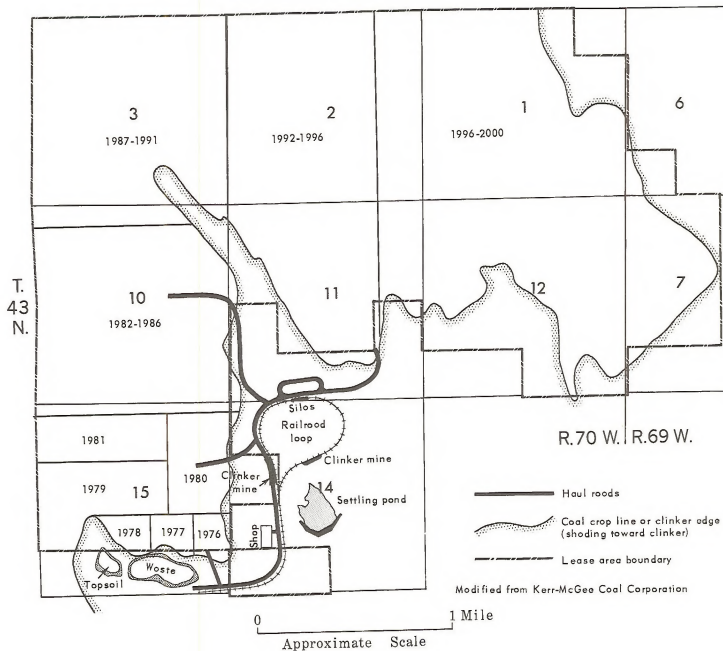 3
1987-1991
2
1992-1996
1
1996-2000
6
T.
43
N.
10
1982-1986
11
12
7
Silos
Railroad
loop
R.70 W.
R.69 W.
1981
1979
15
1980
Clinker
mine
Clinker mine
14
Settling pond
1978
1977
1976
Shop
Topsoil
Waste
Haul roads
Coal crop line or clinker edge
(shading toward clinker)
Lease area boundary
Modified from Kerr-McGee Coal Corporation
0
1 Mile
Approximate Scale